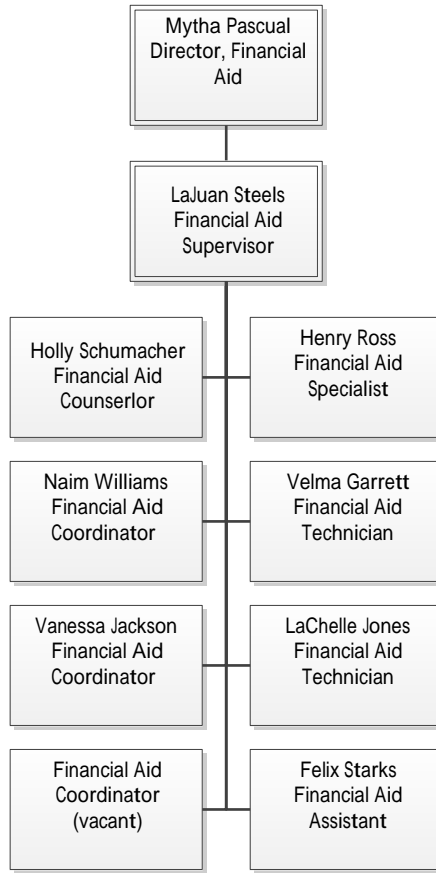 Mytha Pascual
Director, Financial
Aid
LaJuan Steels
Financial Aid
Supervisor
Holly Schumacher
Financial Aid
Counserlor
Henry Ross
Financial Aid
Specialist
Naim Williams
Financial Aid
Coordinator
Velma Garrett
Financial Aid
Technician
Vanessa Jackson
Financial Aid
Coordinator
LaChelle Jones
Financial Aid
Technician
Financial Aid
Coordinator
(vacant)
Felix Starks
Financial Aid
Assistant